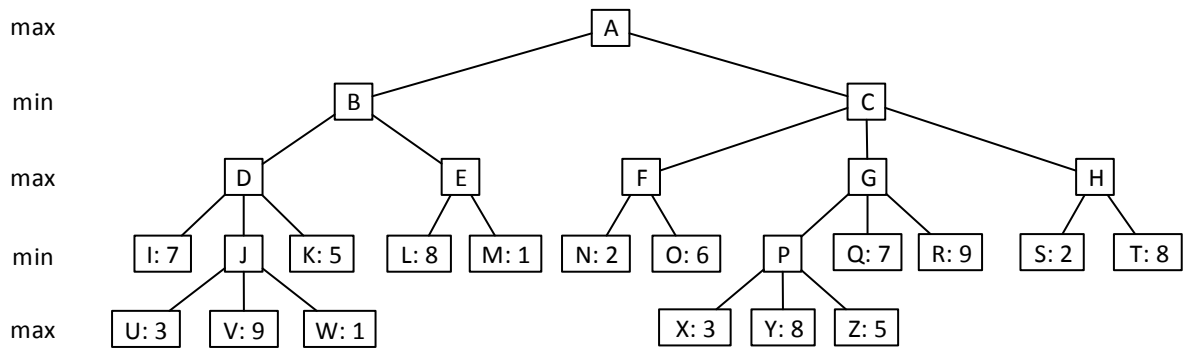 max A
min B C
max D E F G H
min I: 7 J K: 5 L: 8 M: 1 N: 2 O: 6 P Q: 7 R: 9 S: 2 T: 8
max U: 3 V: 9 W: 1 X: 3 Y: 8 Z: 5